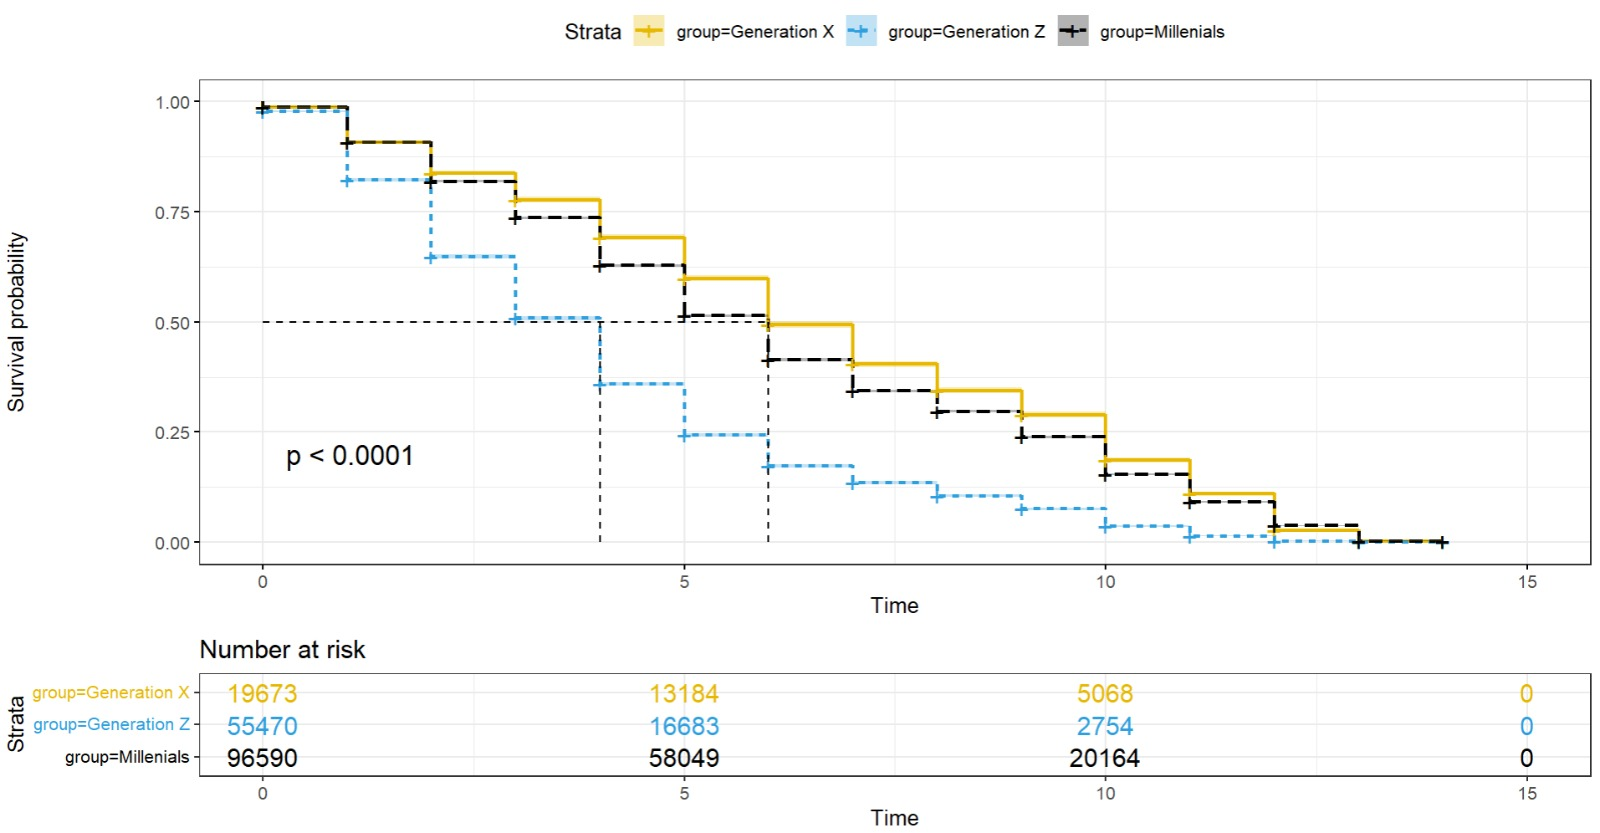 Strata group=Generation X group=Generation Z group=Millenials
1.00
0.75
0.50
0.25
0.00
Survival probability
p < 0.0001
0 5 10 15
Time
Number at risk
Strata
group=Generation X 19673 13184 5068 0
group=Generation Z 55470 16683 2754 0
group=Millenials 96590 58049 20164 0
0 5 10 15
Time